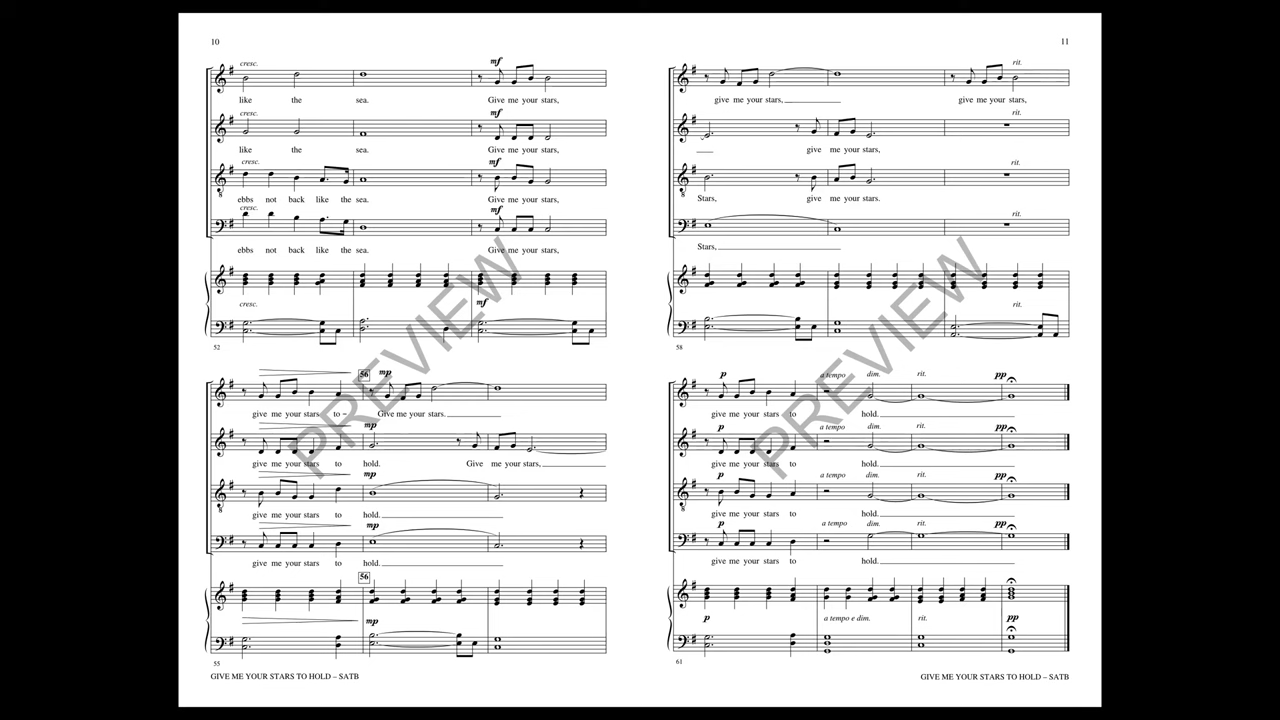 10
cresc.
mf
like the sea. Give me your stars,
cresc.
mf
like the sea. Give me your stars,
cresc.
mf
ebbs not back like the sea. Give me your stars,
cresc.
mf
ebbs not back like the sea. Give me your stars,
cresc.
mf
52
56
mp
give me your stars to – Give me your stars.
mp
give me your stars to hold. Give me your stars,
mp
give me your stars to hold.
mp
give me your stars to hold.
56
mp
55
GIVE ME YOUR STARS TO HOLD – SATB
11
rit.
give me your stars, give me your stars,
rit.
give me your stars,
rit.
Stars, give me your stars.
rit.
Stars,
rit.
58
p a tempo dim. rit. pp
give me your stars to hold.
p a tempo dim. rit. pp
give me your stars to hold.
p a tempo dim. rit. pp
give me your stars to hold.
p a tempo dim. rit. pp
give me your stars to hold.
p a tempo e dim. rit. pp
61
GIVE ME YOUR STARS TO HOLD – SATB
PREVIEW
PREVIEW